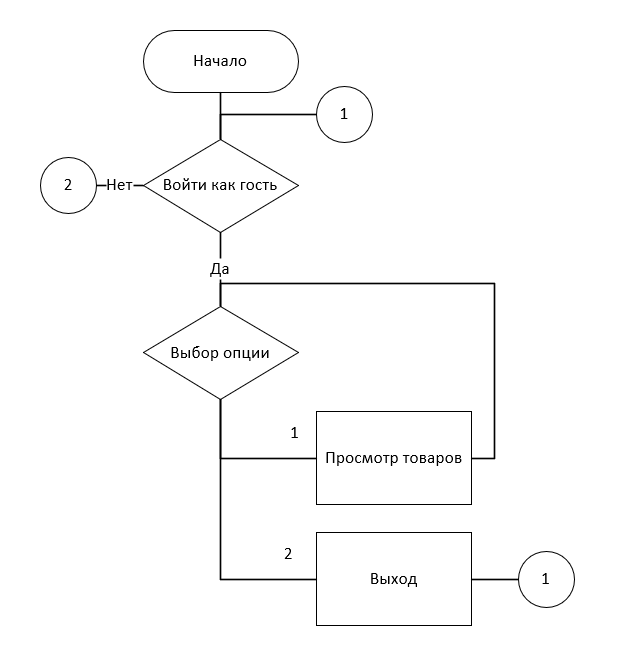 Начало
1
2
Нет
Войти как гость
Да
Выбор опции
1
Просмотр товаров
2
Выход
1